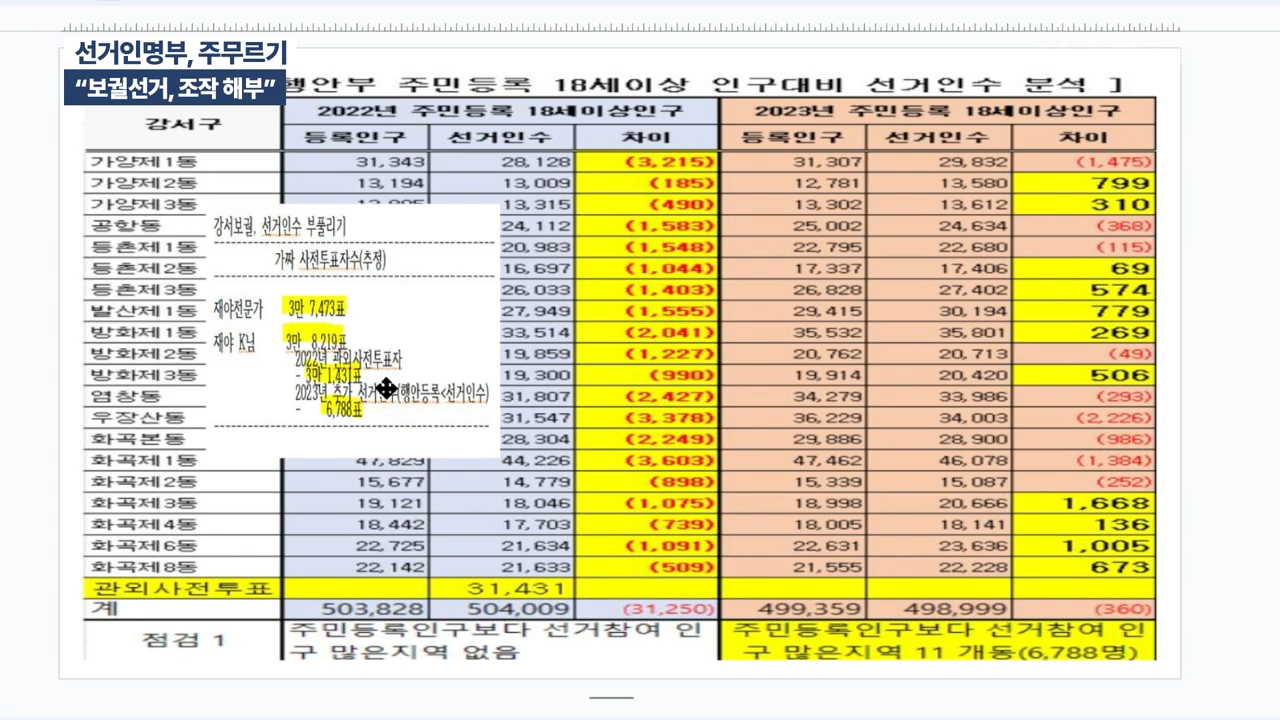 선거인명부, 주무르기
“보궐선거, 조작 해부”
행안부 주민등록 18세이상 인구대비 선거인수 분석 ]
강서구 2022년 주민등록 18세이상인구 2023년 주민등록 18세이상인구
등록인구 선거인수 차이 등록인구 선거인수 차이
가양제1동 31,343 28,128 (3,215) 31,307 29,832 (1,475)
가양제2동 13,194 13,009 (185) 12,781 13,580 799
가양제3동 13,315 (490) 13,302 13,612 310
공항동 24,112 (1,583) 25,002 24,634 (368)
등촌제1동 20,983 (1,548) 22,795 22,680 (115)
등촌제2동 16,697 (1,044) 17,337 17,406 69
등촌제3동 26,033 (1,403) 26,828 27,402 574
발산제1동 27,949 (1,555) 29,415 30,194 779
방화제1동 33,514 (2,041) 35,532 35,801 269
방화제2동 19,859 (1,227) 20,762 20,713 (49)
방화제3동 19,300 (990) 19,914 20,420 506
염창동 31,807 (2,427) 34,279 33,986 (293)
우장산동 31,547 (3,378) 36,229 34,003 (2,226)
화곡본동 28,304 (2,249) 29,886 28,900 (986)
화곡제1동 47,829 44,226 (3,603) 47,462 46,078 (1,384)
화곡제2동 15,677 14,779 (898) 15,339 15,087 (252)
화곡제3동 19,121 18,046 (1,075) 18,998 20,666 1,668
화곡제4동 18,442 17,703 (739) 18,005 18,141 136
화곡제6동 22,725 21,634 (1,091) 22,631 23,636 1,005
화곡제8동 22,142 21,633 (509) 21,555 22,228 673
관외사전투표 31,431
계 503,828 504,009 (31,250) 499,359 498,999 (360)
점검 1 주민등록인구보다 선거참여 인구 많은지역 없음 주민등록인구보다 선거참여 인구 많은지역 11 개동(6,788명)
강서보궐, 선거인수 부풀리기
가짜 사전투표자수(추정)
재야전문가 3만 7,473표
재야 K님 3만 8,219표
2022년 관외사전투표자
- 3만 1,431표
2023년 추가 (행안등록<선거인수)
- 6,788표